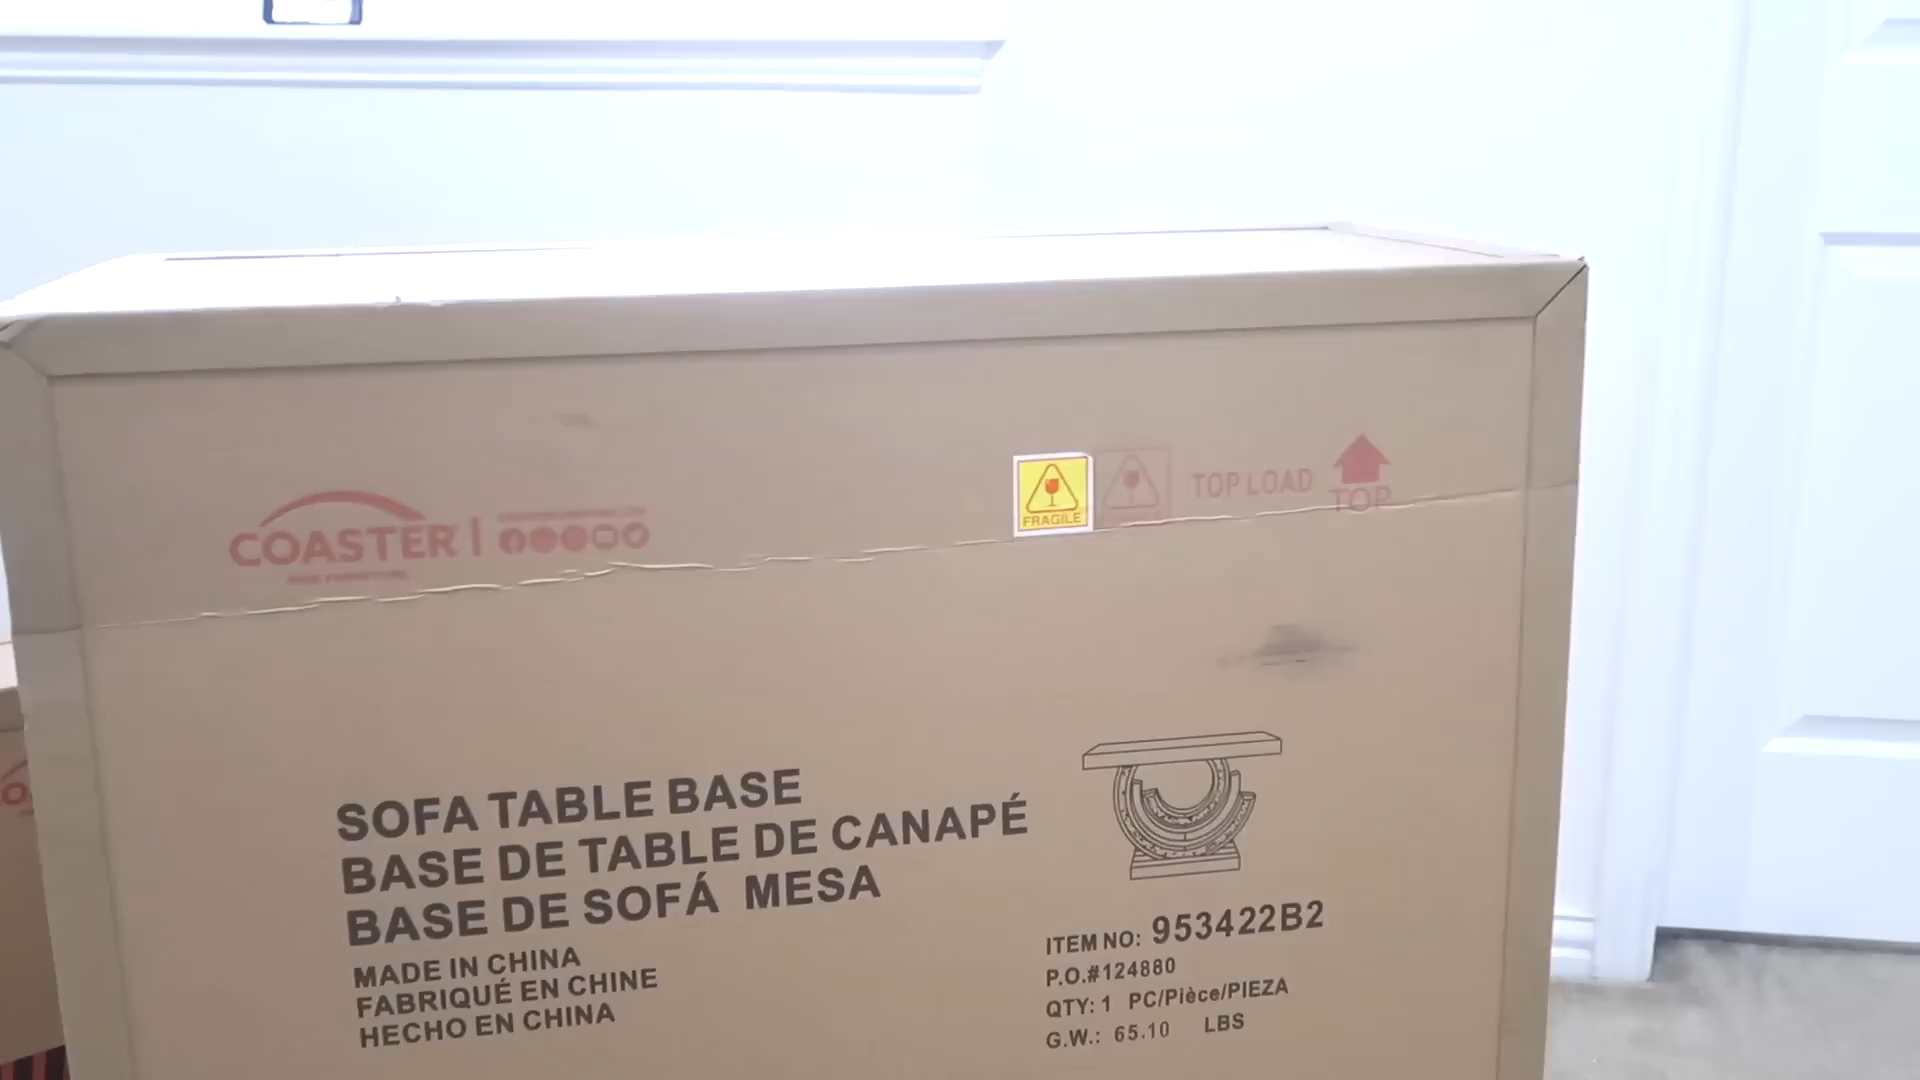 COASTER
FRAGILE
TOP LOAD
TOP
SOFA TABLE BASE
BASE DE TABLE DE CANAPÉ
BASE DE SOFÁ MESA
MADE IN CHINA
FABRIQUÉ EN CHINE
HECHO EN CHINA
ITEM NO: 953422B2
P.O.#124880
QTY: 1 PC/Pièce/PIEZA
G.W.: 65.10 LBS